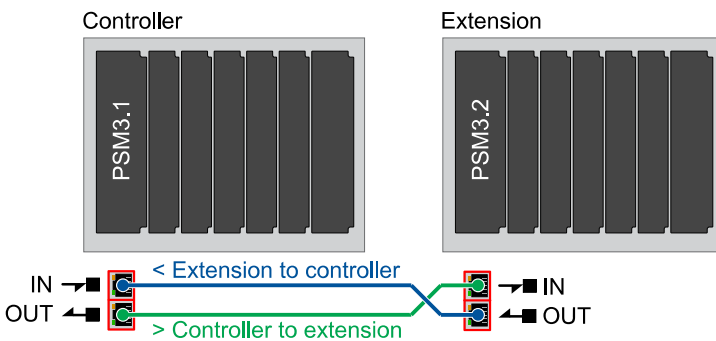 Controller
Extension
PSM3.1
PSM3.2
IN
< Extension to controller
IN
OUT
> Controller to extension
OUT